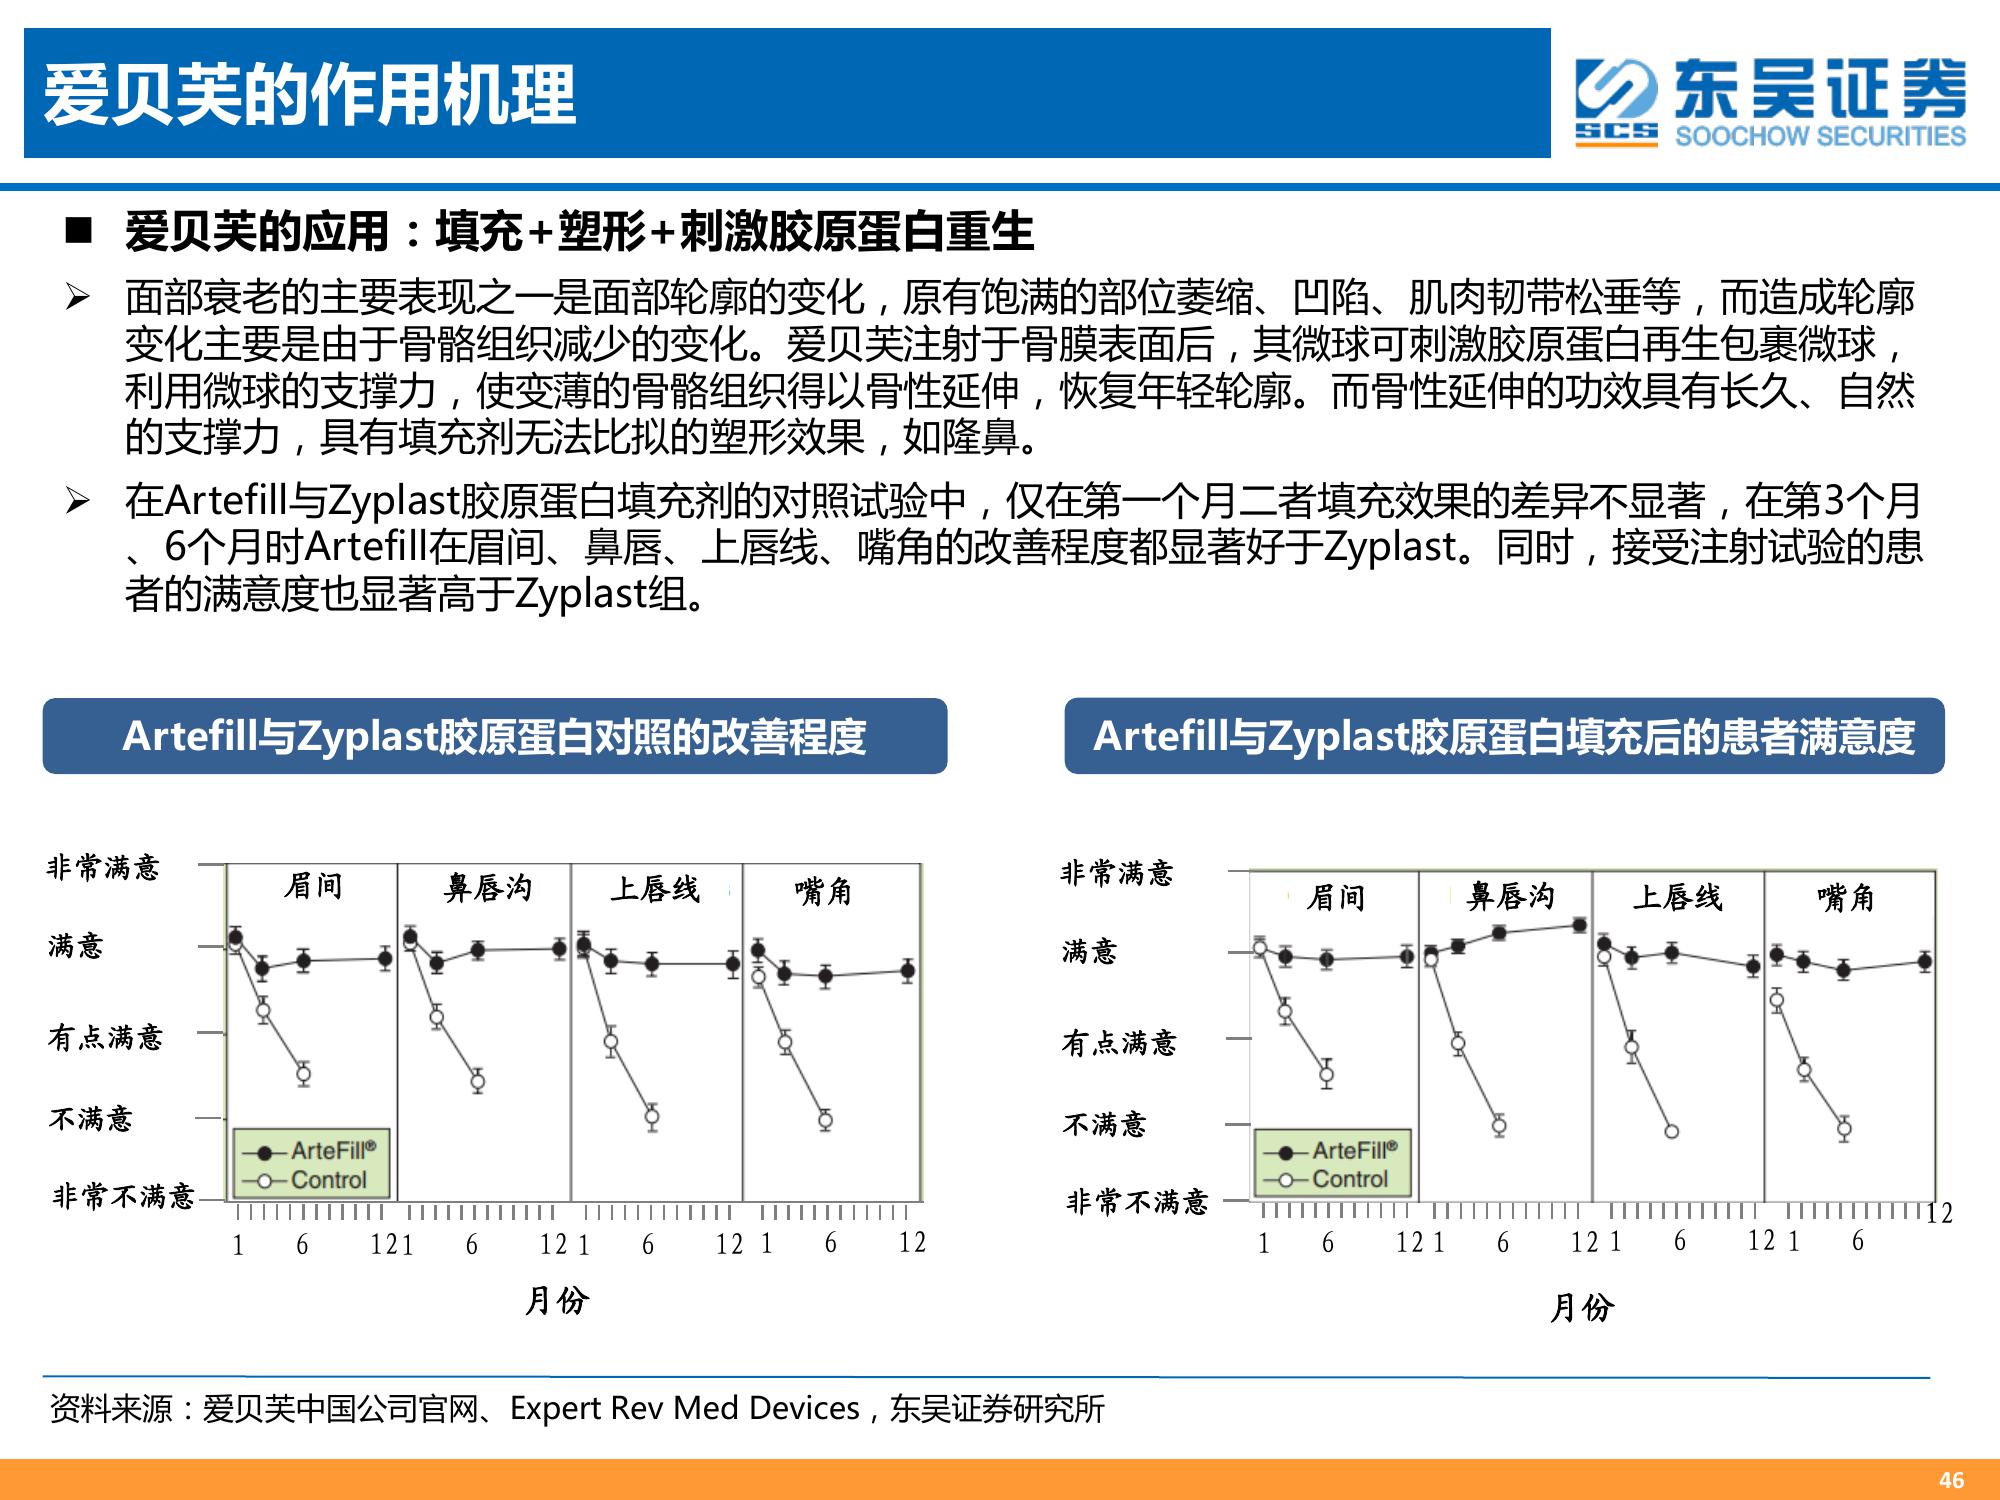 爱贝芙的作用机理
SCS
东吴证券
SOOCHOW SECURITIES
■ 爱贝芙的应用：填充+塑形+刺激胶原蛋白重生
➢ 面部衰老的主要表现之一是面部轮廓的变化，原有饱满的部位萎缩、凹陷、肌肉韧带松垂等，而造成轮廓
变化主要是由于骨骼组织减少的变化。爱贝芙注射于骨膜表面后，其微球可刺激胶原蛋白再生包裹微球，
利用微球的支撑力，使变薄的骨骼组织得以骨性延伸，恢复年轻轮廓。而骨性延伸的功效具有长久、自然
的支撑力，具有填充剂无法比拟的塑形效果，如隆鼻。
➢ 在Artefill与Zyplast胶原蛋白填充剂的对照试验中，仅在第一个月二者填充效果的差异不显著，在第3个月
、6个月时Artefill在眉间、鼻唇、上唇线、嘴角的改善程度都显著好于Zyplast。同时，接受注射试验的患
者的满意度也显著高于Zyplast组。
Artefill与Zyplast胶原蛋白对照的改善程度
非常满意
满意
有点满意
不满意
非常不满意
眉间 鼻唇沟 上唇线 嘴角
ArteFill®
Control
1 6 12 1 6 12 1 6 12 1 6 12
月份
Artefill与Zyplast胶原蛋白填充后的患者满意度
非常满意
满意
有点满意
不满意
非常不满意
眉间 鼻唇沟 上唇线 嘴角
ArteFill®
Control
1 6 12 1 6 12 1 6 12 1 6 12
月份
资料来源：爱贝芙中国公司官网、Expert Rev Med Devices，东吴证券研究所
46